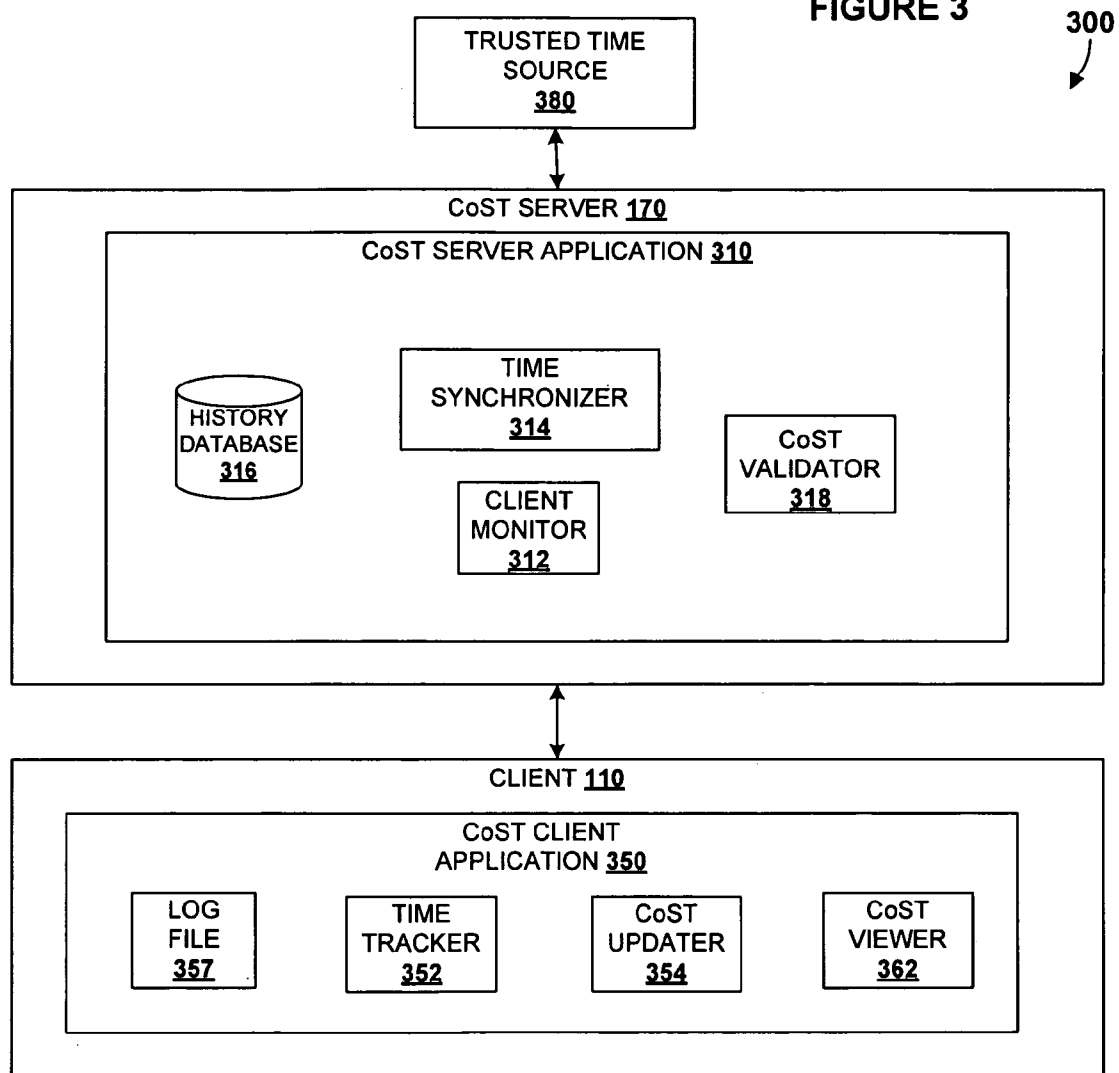 FIGURE 3
300
TRUSTED TIME
SOURCE
380
CoST SERVER 170
CoST SERVER APPLICATION 310
HISTORY
DATABASE
316
TIME
SYNCHRONIZER
314
CLIENT
MONITOR
312
CoST
VALIDATOR
318
CLIENT 110
CoST CLIENT
APPLICATION 350
LOG
FILE
357
TIME
TRACKER
352
CoST
UPDATER
354
CoST
VIEWER
362